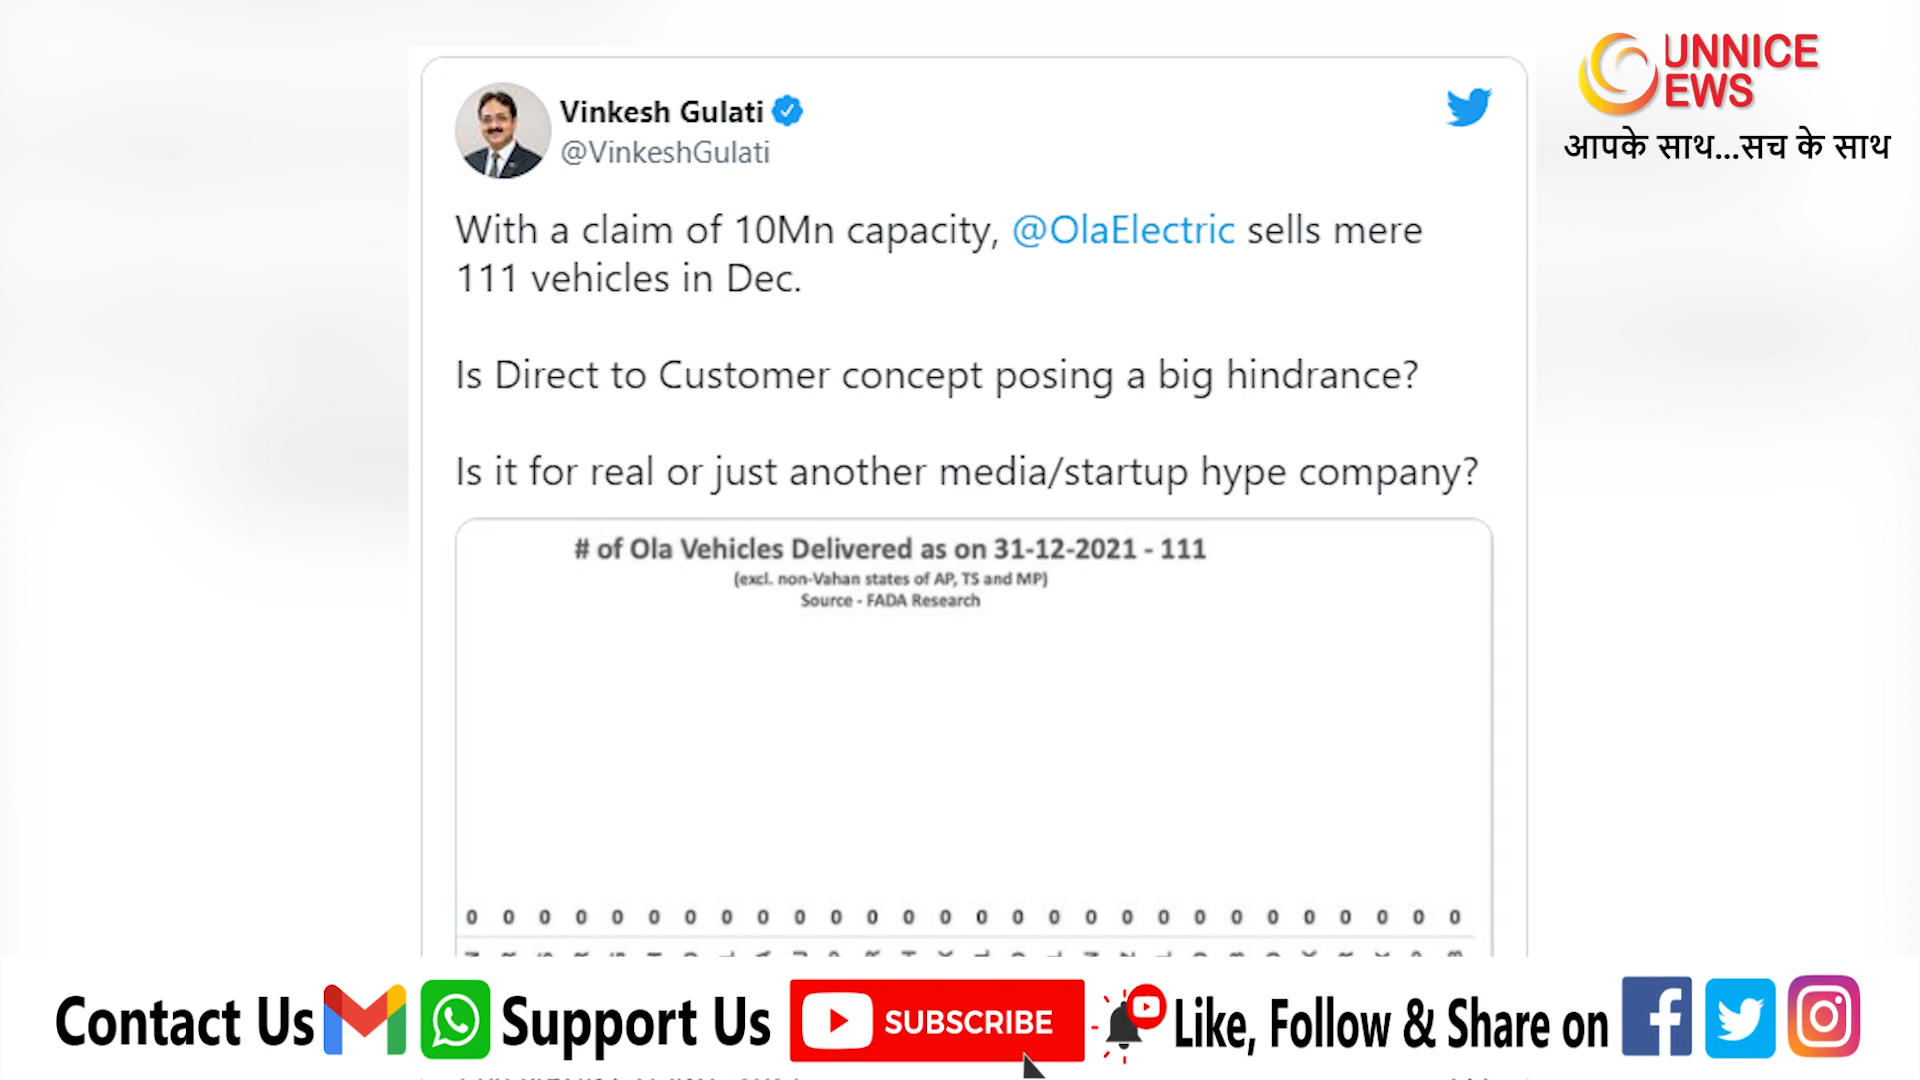 UNNICE
EWS
आपके साथ...सच के साथ
Vinkesh Gulati
@VinkeshGulati
With a claim of 10Mn capacity, @OlaElectric sells mere
111 vehicles in Dec.
Is Direct to Customer concept posing a big hindrance?
Is it for real or just another media/startup hype company?
# of Ola Vehicles Delivered as on 31-12-2021 - 111
(excl. non-Vahan states of AP, TS and MP)
Source - FADA Research
0 0 0 0 0 0 0 0 0 0 0 0 0 0 0 0 0 0 0 0 0 0 0 0 0 0 0 0
Contact Us Support Us SUBSCRIBE Like, Follow & Share on